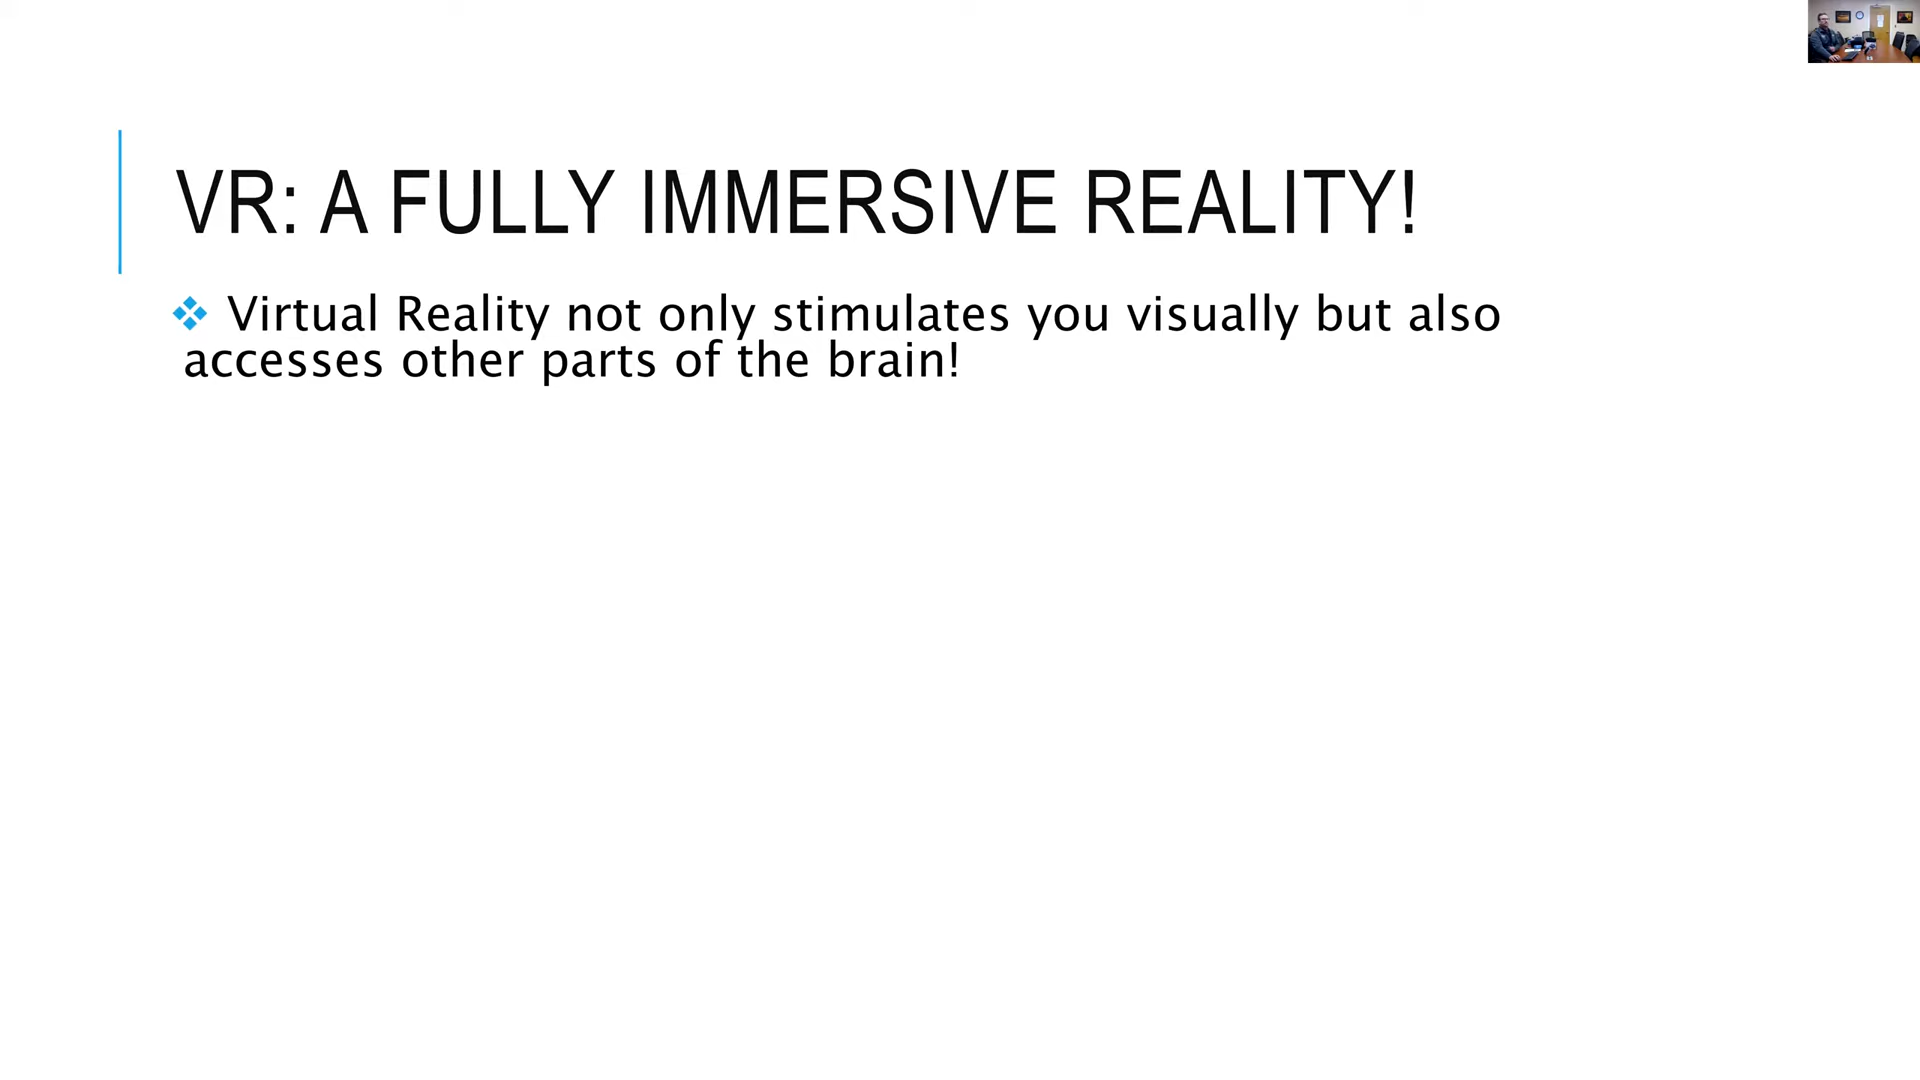 VR: A FULLY IMMERSIVE REALITY!
Virtual Reality not only stimulates you visually but also
accesses other parts of the brain!